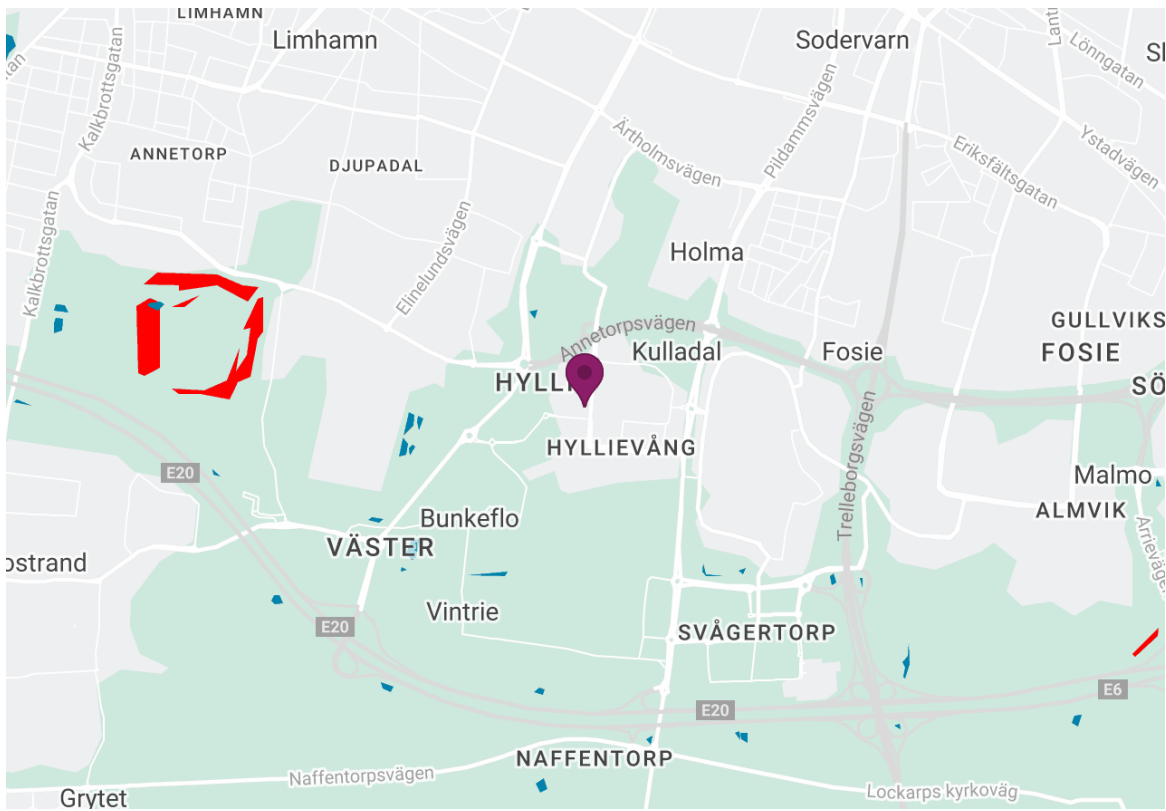 LIMHAMN
Limhamn
Sodervarn
Lönngatan
Kalkbrottsgatan
Ärtholmsvägen
Pildammsvägen
Eriksfältsgatan
Ystadvägen
ANNETORP
DJUPADAL
Kalkbrottsgatan
Elinelundsvägen
Holma
Annetorpsvägen
Kulladal
Fosie
GULLVIKS
FOSIE
SÖ
HYLLI
HYLLIEVÅNG
Trelleborgsvägen
E20
Malmo
ALMVIK
Bunkeflo
VÄSTER
ostrand
Arrievägen
Vintrie
E20
SVÅGERTORP
E6
E20
NAFFENTORP
Naffentorpsvägen
Lockarps kyrkoväg
Grytet